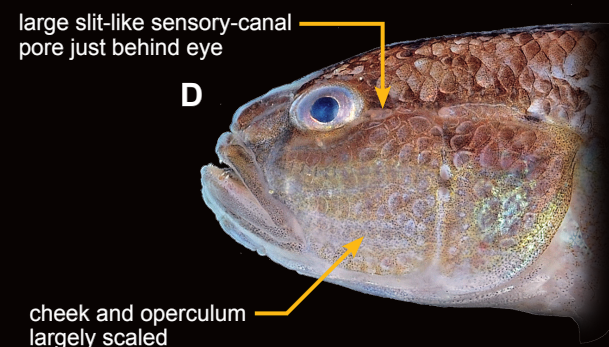 large slit-like sensory-canal
pore just behind eye
D
cheek and operculum
largely scaled